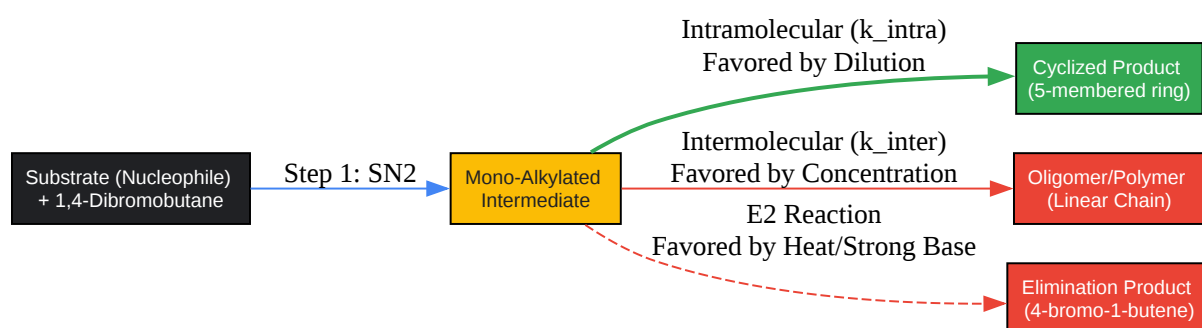 Substrate (Nucleophile)
+ 1,4-Dibromobutane
Step 1: SN2
Mono-Alkylated
Intermediate
Intramolecular (k_intra)
Favored by Dilution
Cyclized Product
(5-membered ring)
Intermolecular (k_inter)
Favored by Concentration
Oligomer/Polymer
(Linear Chain)
E2 Reaction
Favored by Heat/Strong Base
Elimination Product
(4-bromo-1-butene)